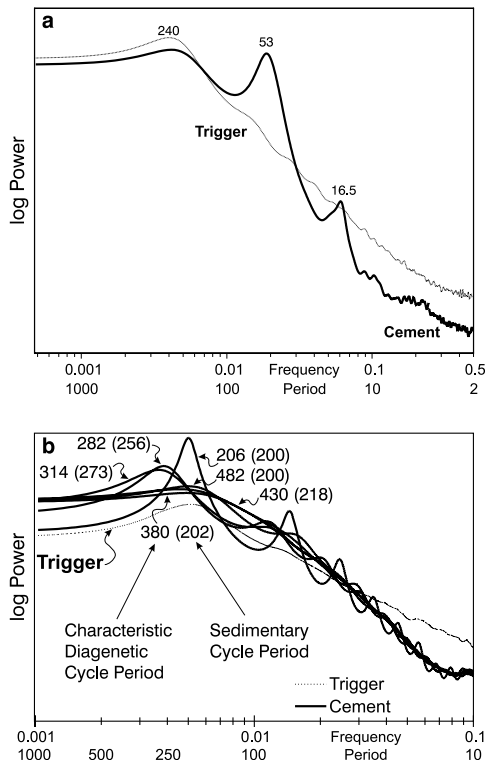 a
240
53
Trigger
16.5
log Power
Cement
0.001 0.01 Frequency 0.1 0.5
1000 100 Period 10 2
b
282 (256)
206 (200)
314 (273)
482 (200)
430 (218)
380 (202)
Trigger
log Power
Characteristic
Diagenetic
Cycle Period
Sedimentary
Cycle Period
Trigger
Cement
0.001 0.01 Frequency 0.1
1000 500 250 100 Period 10